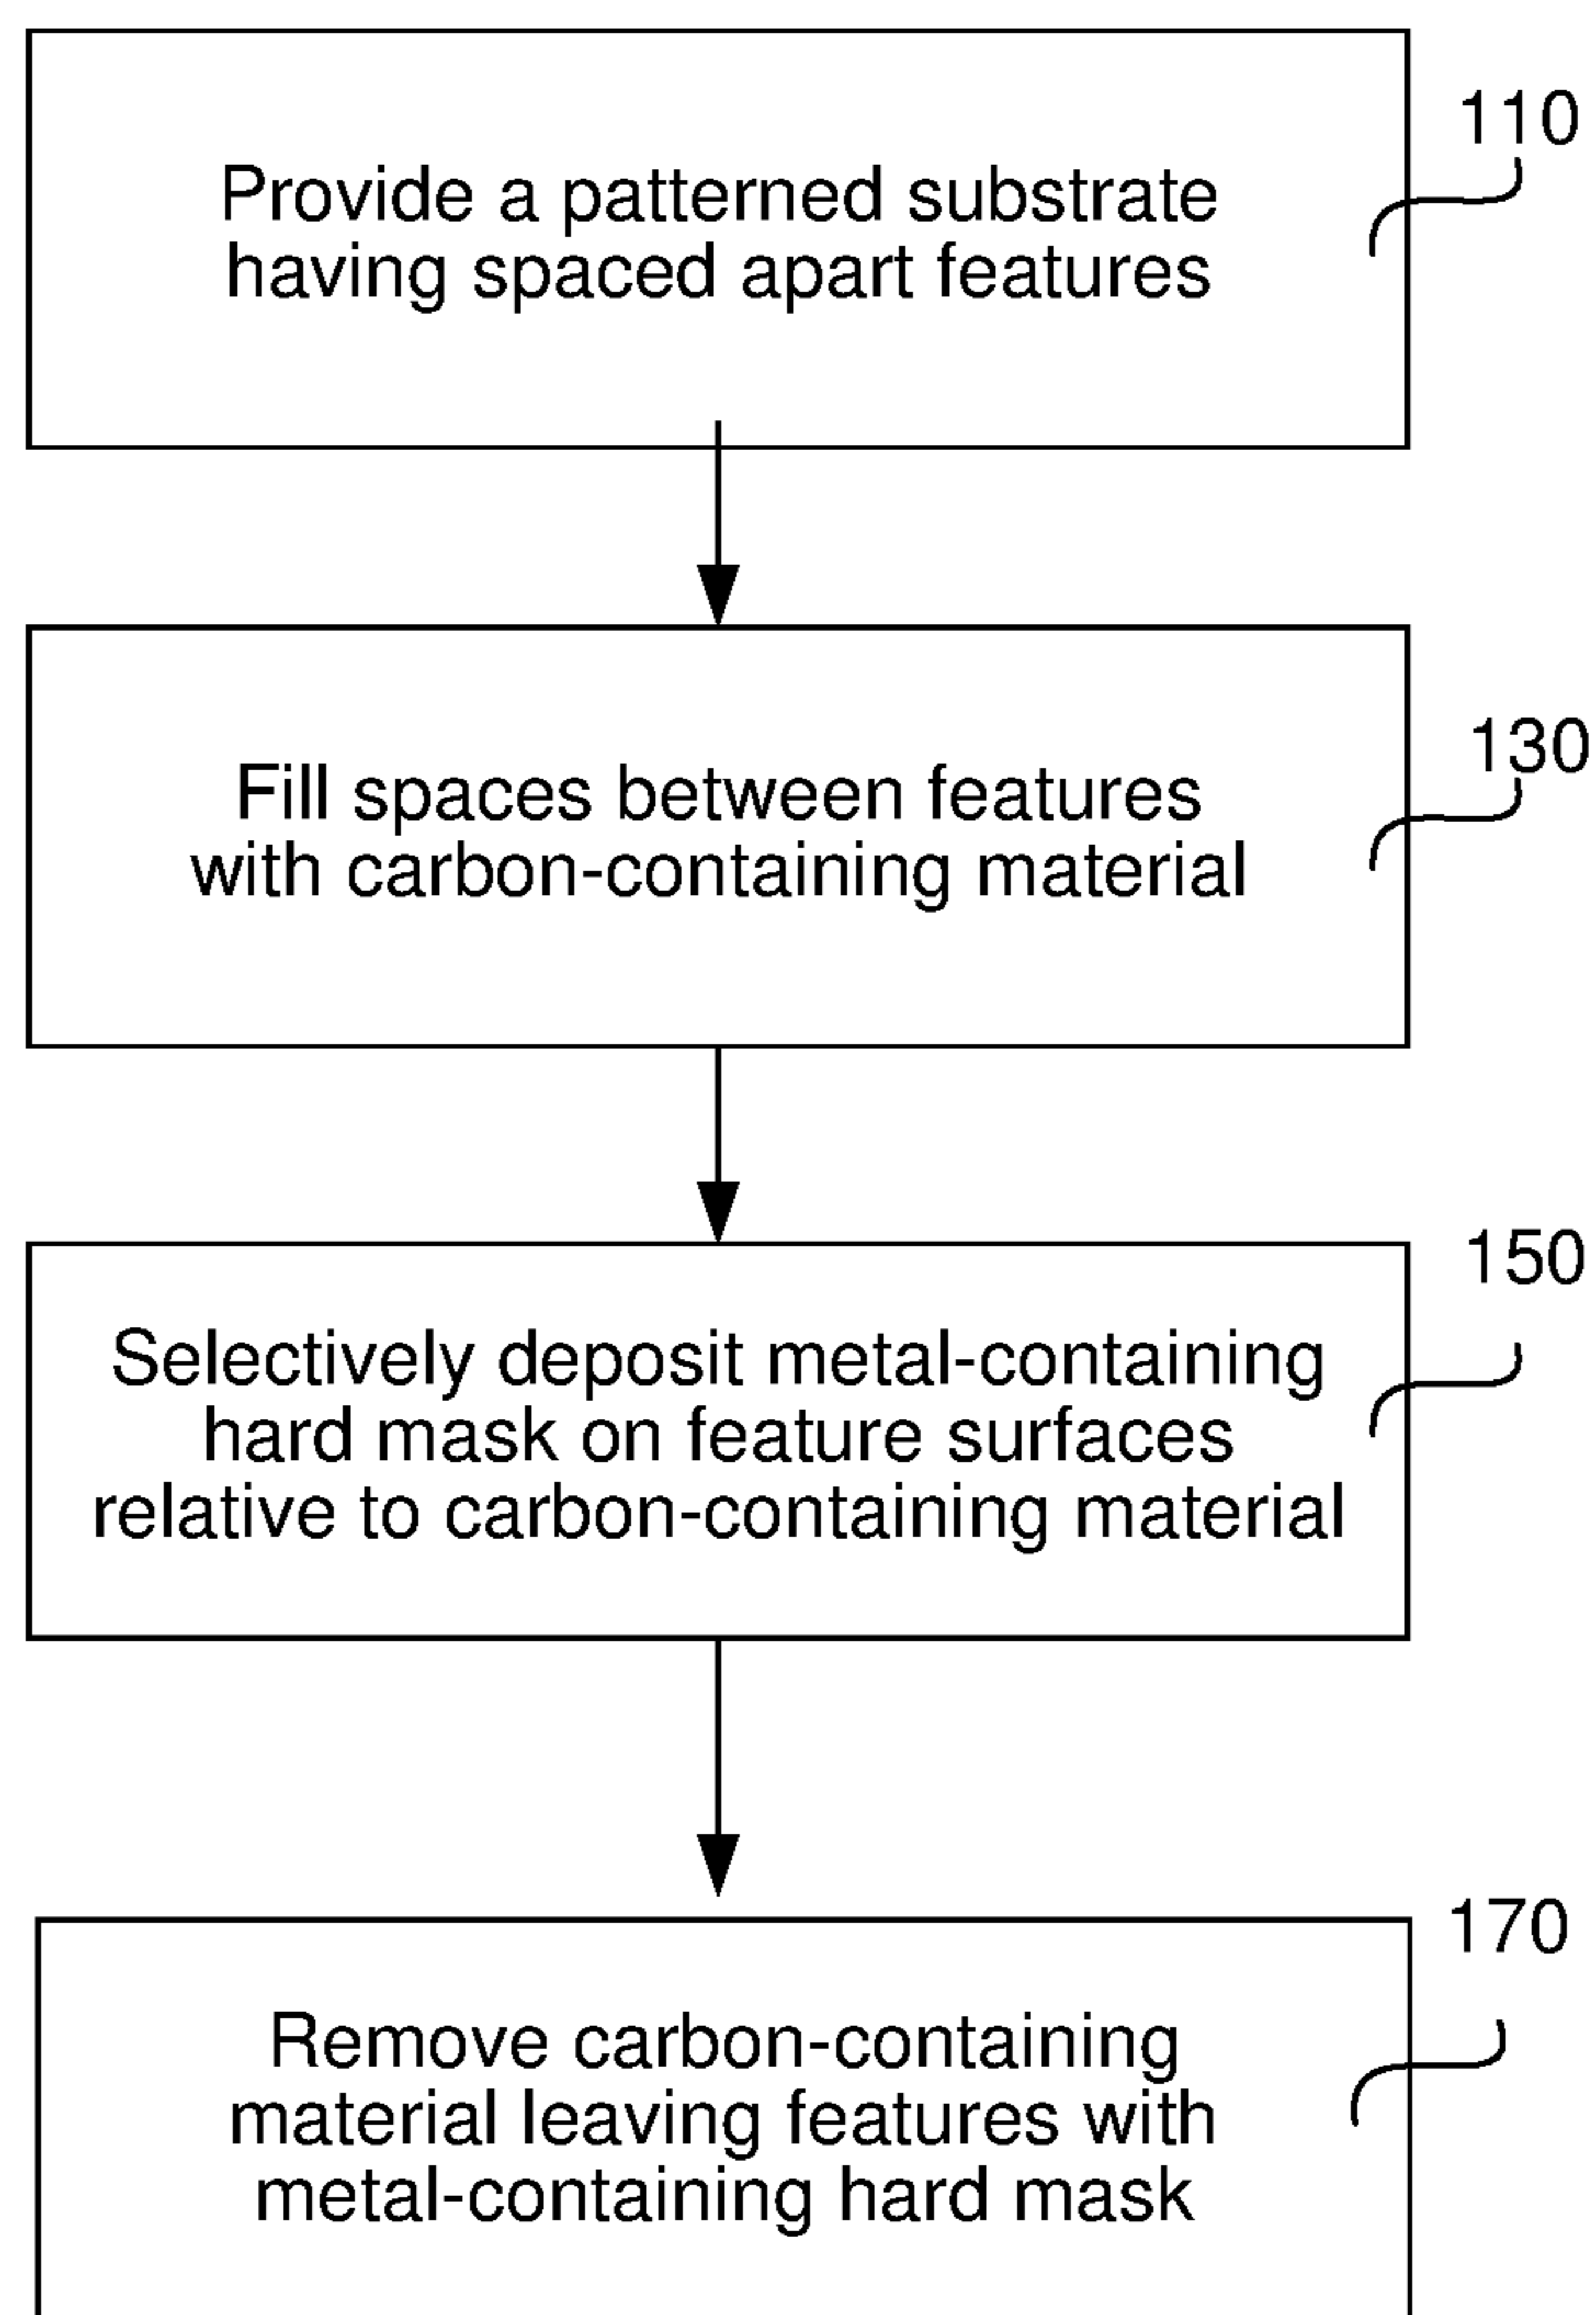 110
Provide a patterned substrate
having spaced apart features
130
Fill spaces between features
with carbon-containing material
150
Selectively deposit metal-containing
hard mask on feature surfaces
relative to carbon-containing material
170
Remove carbon-containing
material leaving features with
metal-containing hard mask